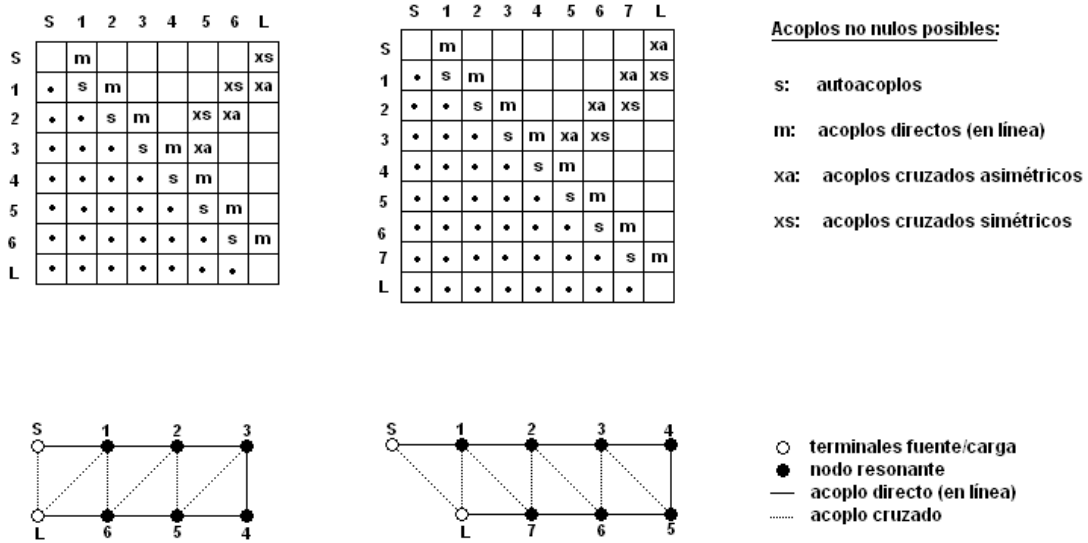 S 1 2 3 4 5 6 L
S m xs
1 • s m xs xa
2 • • s m xs xa
3 • • • s m xa
4 • • • • s m
5 • • • • • s m
6 • • • • • • s m
L • • • • • • •
S 1 2 3 4 5 6 7 L
S m xa
1 • s m xa xs
2 • • s m xa xs
3 • • • s m xa xs
4 • • • • s m
5 • • • • • s m
6 • • • • • • s m
7 • • • • • • • s m
L • • • • • • • •
Acoplos no nulos posibles:
s: autoacoplos
m: acoplos directos (en línea)
xa: acoplos cruzados asimétricos
xs: acoplos cruzados simétricos
S 1 2 3
L 6 5 4
S 1 2 3 4
L 7 6 5
terminales fuente/carga
nodo resonante
acoplo directo (en línea)
acoplo cruzado